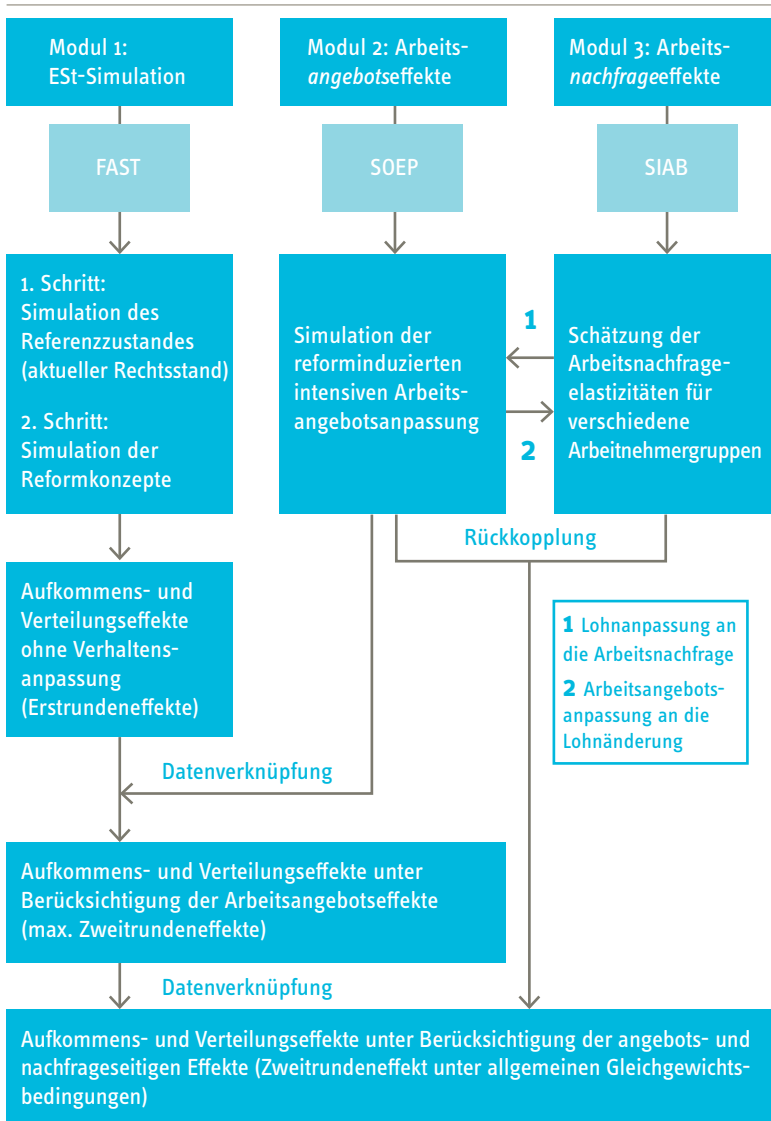 Modul 1:
ESt-Simulation
Modul 2: Arbeits-
angebotseffekte
Modul 3: Arbeits-
nachfrageeffekte
FAST
SOEP
SIAB
1. Schritt:
Simulation des
Referenzzustandes
(aktueller Rechtsstand)
2. Schritt:
Simulation der
Reformkonzepte
Simulation der
reforminduzierten
intensiven Arbeits-
angebotsanpassung
1
2
Schätzung der
Arbeitsnachfrage-
elastizitäten für
verschiedene
Arbeitnehmergruppen
Rückkopplung
Aufkommens- und
Verteilungseffekte
ohne Verhaltens-
anpassung
(Erstrundeneffekte)
1 Lohnanpassung an
die Arbeitsnachfrage
2 Arbeitsangebots-
anpassung an die
Lohnänderung
Datenverknüpfung
Aufkommens- und Verteilungseffekte unter
Berücksichtigung der Arbeitsangebotseffekte
(max. Zweitrundeneffekte)
Datenverknüpfung
Aufkommens- und Verteilungseffekte unter Berücksichtigung der angebots- und
nachfrageseitigen Effekte (Zweitrundeneffekt unter allgemeinen Gleichgewichts-
bedingungen)